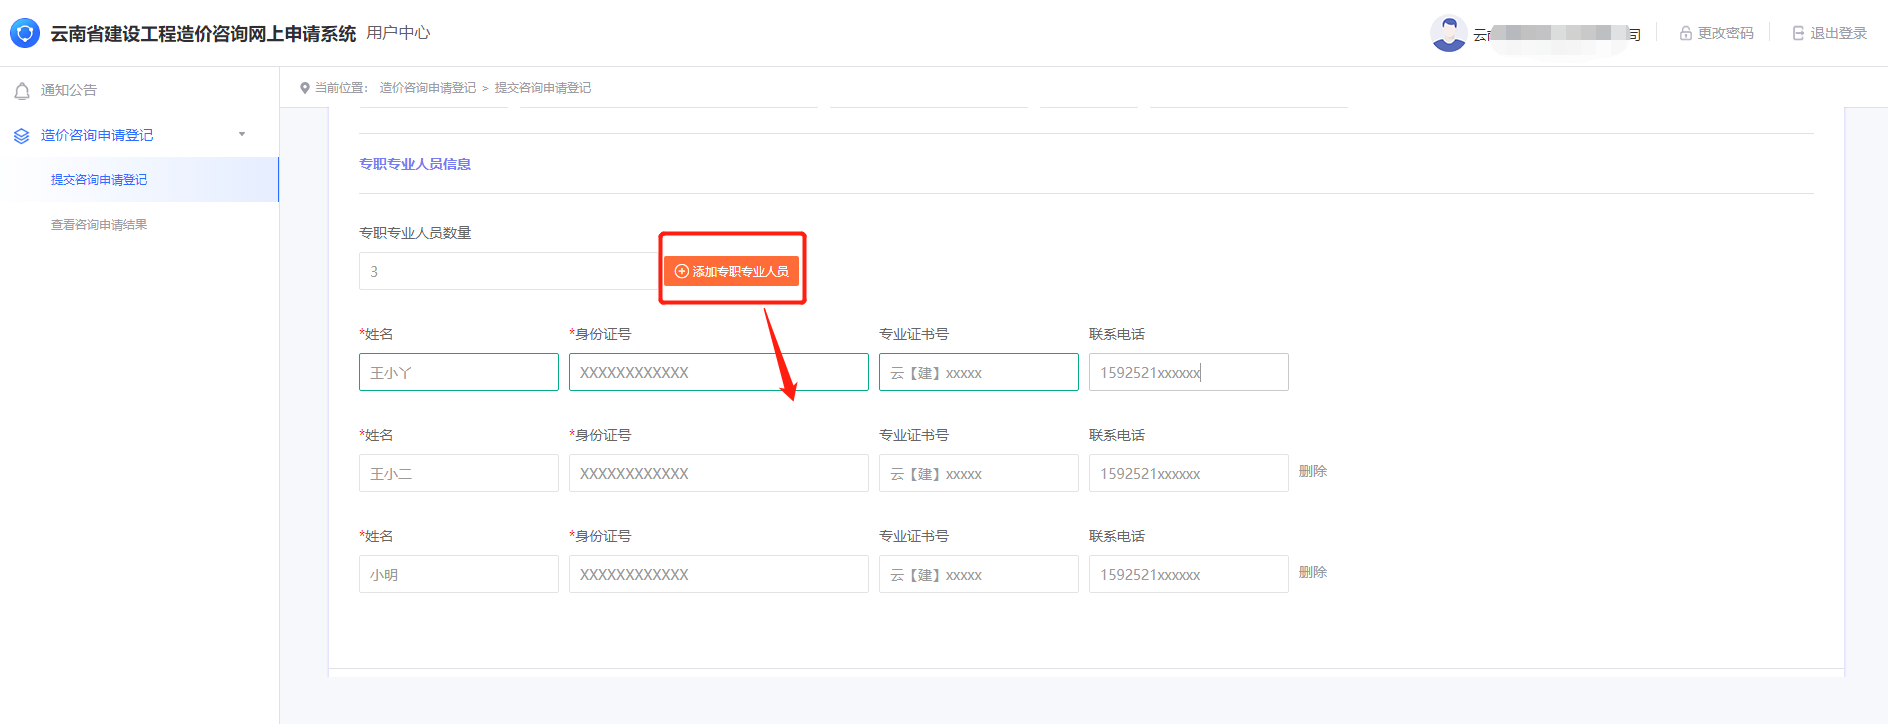 云南省建设工程造价咨询网上申请系统 用户中心
云 司 更改密码 退出登录
通知公告
造价咨询申请登记
提交咨询申请登记
查看咨询申请结果
当前位置： 造价咨询申请登记 > 提交咨询申请登记
专职专业人员信息
专职专业人员数量
3 添加专职专业人员
*姓名 *身份证号 专业证书号 联系电话
王小丫 XXXXXXXXXXXX 云【建】xxxxx 1592521xxxxxx
*姓名 *身份证号 专业证书号 联系电话
王小二 XXXXXXXXXXXX 云【建】xxxxx 1592521xxxxxx 删除
*姓名 *身份证号 专业证书号 联系电话
小明 XXXXXXXXXXXX 云【建】xxxxx 1592521xxxxxx 删除